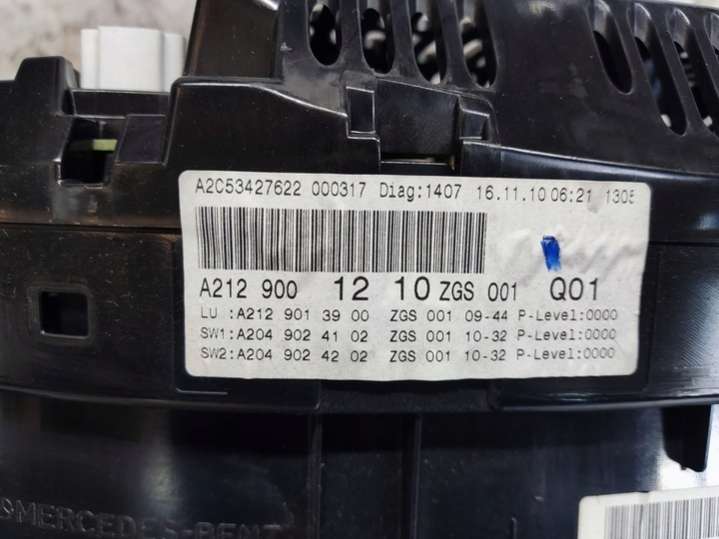 A2C53427622 000317 Diag:1407 16.11.10 06:21 1305
A212 900 12 10 ZGS 001 Q01
LU :A212 901 39 00 ZGS 001 09-44 P-Level:0000
SW1:A204 902 41 02 ZGS 001 10-32 P-Level:0000
SW2:A204 902 42 02 ZGS 001 10-32 P-Level:0000
MERCEDES-BENZ